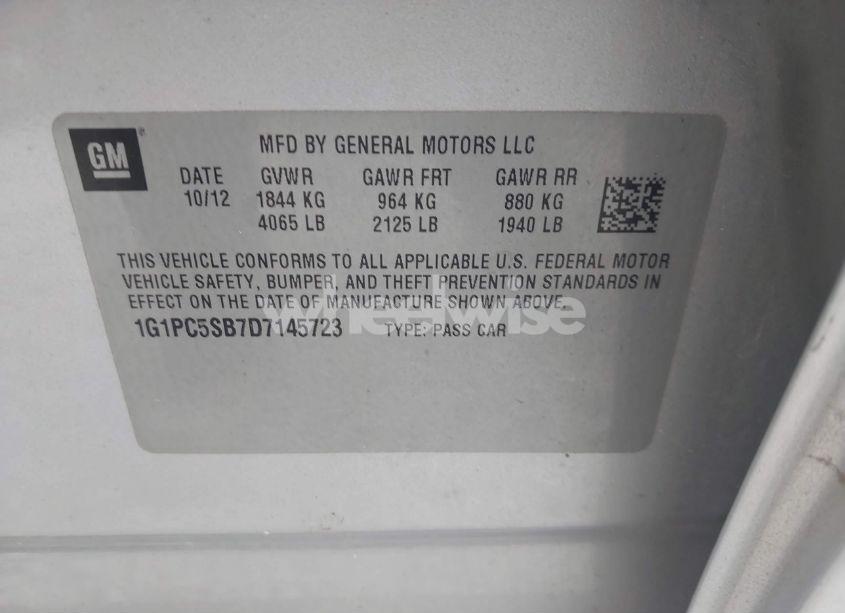 GM®
MFD BY GENERAL MOTORS LLC
DATE GVWR GAWR FRT GAWR RR
10/12 1844 KG 964 KG 880 KG
4065 LB 2125 LB 1940 LB
THIS VEHICLE CONFORMS TO ALL APPLICABLE U.S. FEDERAL MOTOR
VEHICLE SAFETY, BUMPER, AND THEFT PREVENTION STANDARDS IN
EFFECT ON THE DATE OF MANUFACTURE SHOWN ABOVE.
wheelwise
1G1PC5SB7D7145723 TYPE: PASS CAR